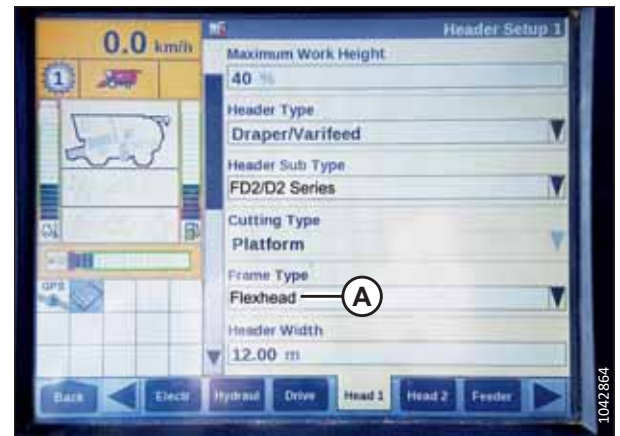 0.0 km/h
Header Setup 1
Maximum Work Height
40 %
1
Header Type
Draper/Varifeed
Header Sub Type
FD2/D2 Series
Cutting Type
Platform
Frame Type
Flexhead
A
GPS
Header Width
12.00 m
Back Electr Hydraul Drive Head 1 Head 2 Feeder
1042864